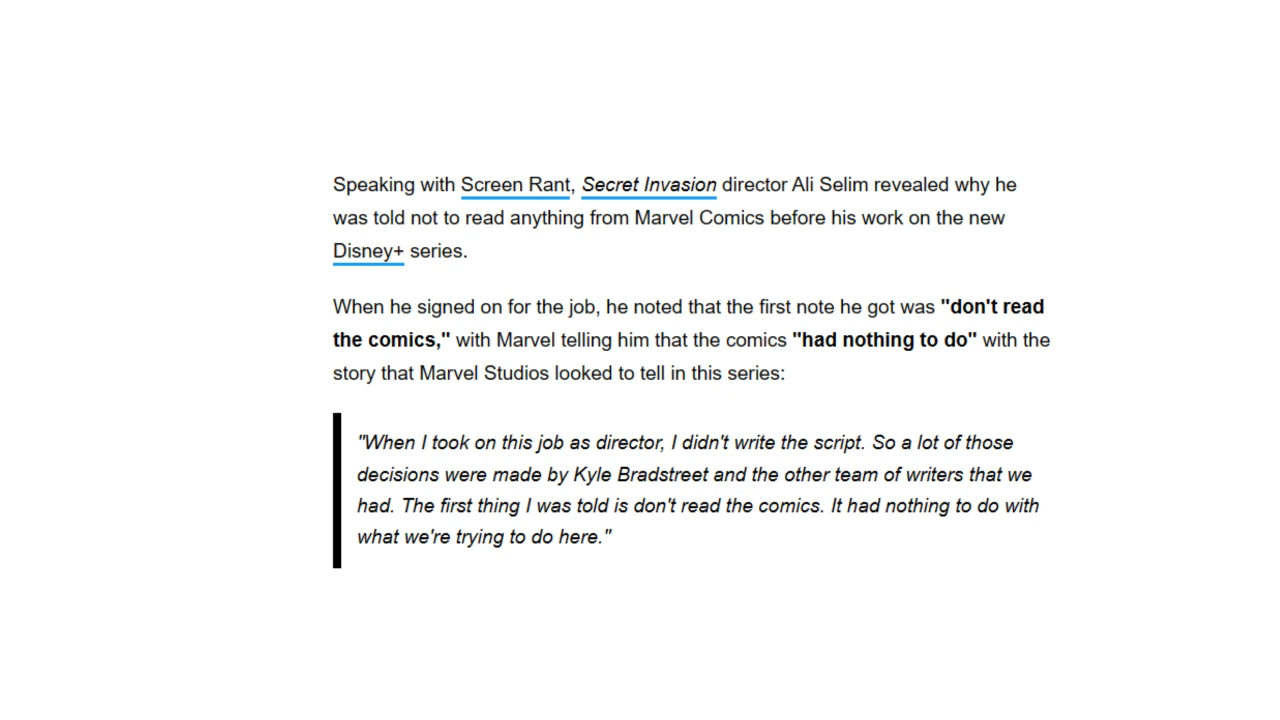 Speaking with Screen Rant, Secret Invasion director Ali Selim revealed why he
was told not to read anything from Marvel Comics before his work on the new
Disney+ series.
When he signed on for the job, he noted that the first note he got was "don't read
the comics," with Marvel telling him that the comics "had nothing to do" with the
story that Marvel Studios looked to tell in this series:
"When I took on this job as director, I didn't write the script. So a lot of those
decisions were made by Kyle Bradstreet and the other team of writers that we
had. The first thing I was told is don't read the comics. It had nothing to do with
what we're trying to do here."